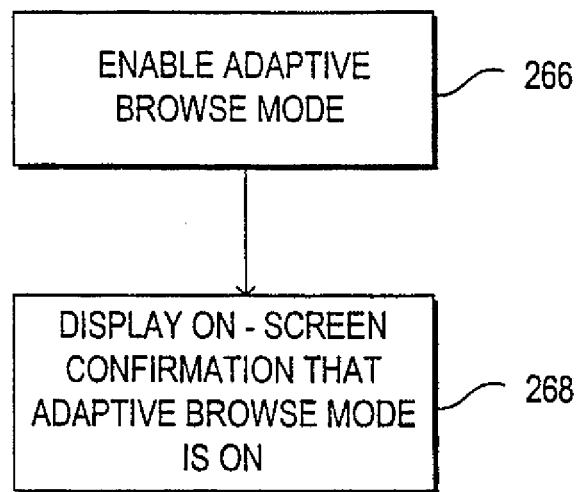 ENABLE ADAPTIVE
BROWSE MODE
266
DISPLAY ON - SCREEN
CONFIRMATION THAT
ADAPTIVE BROWSE MODE
IS ON
268